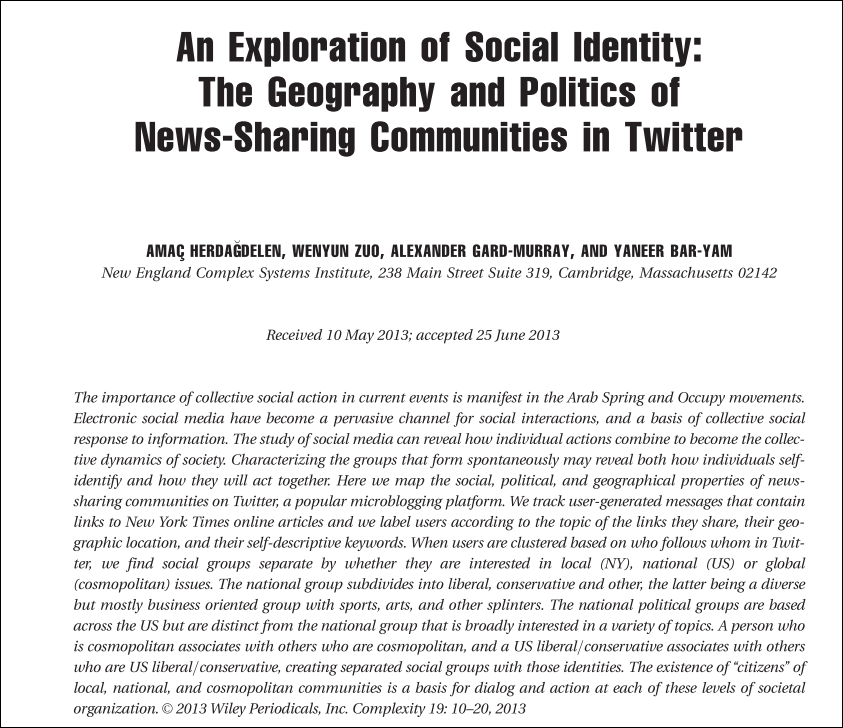 An Exploration of Social Identity:
The Geography and Politics of
News-Sharing Communities in Twitter
AMAÇ HERDAĞDELEN, WENYUN ZUO, ALEXANDER GARD-MURRAY, AND YANEER BAR-YAM
New England Complex Systems Institute, 238 Main Street Suite 319, Cambridge, Massachusetts 02142
Received 10 May 2013; accepted 25 June 2013
The importance of collective social action in current events is manifest in the Arab Spring and Occupy movements.
Electronic social media have become a pervasive channel for social interactions, and a basis of collective social
response to information. The study of social media can reveal how individual actions combine to become the collec-
tive dynamics of society. Characterizing the groups that form spontaneously may reveal both how individuals self-
identify and how they will act together. Here we map the social, political, and geographical properties of news-
sharing communities on Twitter, a popular microblogging platform. We track user-generated messages that contain
links to New York Times online articles and we label users according to the topic of the links they share, their geo-
graphic location, and their self-descriptive keywords. When users are clustered based on who follows whom in Twit-
ter, we find social groups separate by whether they are interested in local (NY), national (US) or global
(cosmopolitan) issues. The national group subdivides into liberal, conservative and other, the latter being a diverse
but mostly business oriented group with sports, arts, and other splinters. The national political groups are based
across the US but are distinct from the national group that is broadly interested in a variety of topics. A person who
is cosmopolitan associates with others who are cosmopolitan, and a US liberal/conservative associates with others
who are US liberal/conservative, creating separated social groups with those identities. The existence of “citizens” of
local, national, and cosmopolitan communities is a basis for dialog and action at each of these levels of societal
organization. © 2013 Wiley Periodicals, Inc. Complexity 19: 10–20, 2013